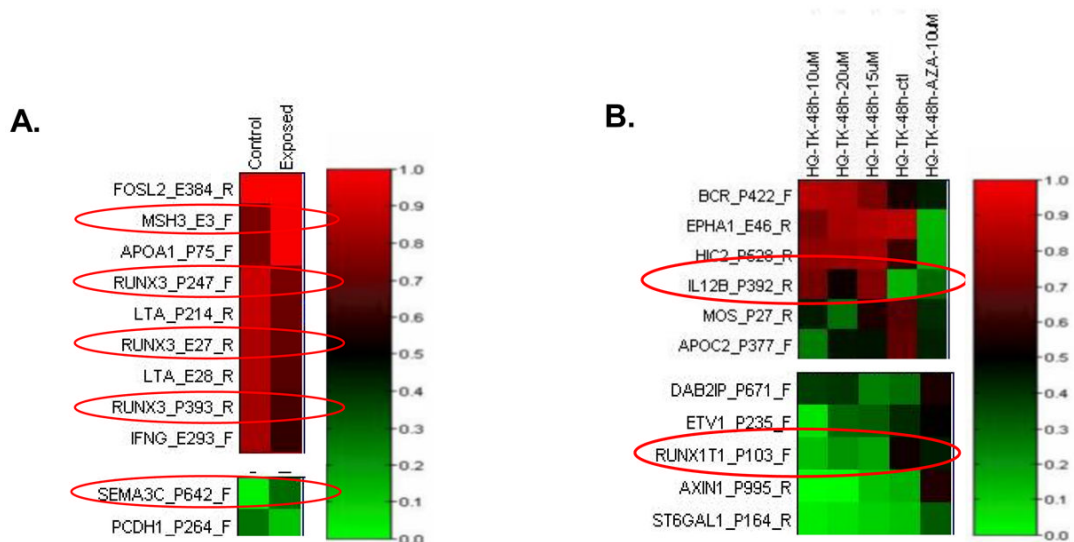 A.
Control
Exposed
FOSL2_E384_R
MSH3_E3_F
APOA1_P75_F
RUNX3_P247_F
LTA_P214_R
RUNX3_E27_R
LTA_E28_R
RUNX3_P393_R
IFNG_E293_F
SEMA3C_P642_F
PCDH1_P264_F
1.0
0.9
0.8
0.7
0.6
0.5
0.4
0.3
0.2
0.1
0.0
B.
HQ-TK-48h-10uM
HQ-TK-48h-20uM
HQ-TK-48h-15uM
HQ-TK-48h-ctl
HQ-TK-48h-AZA-10uM
BCR_P422_F
EPHA1_E46_R
HIC2_P528_R
IL12B_P392_R
MOS_P27_R
APOC2_P377_F
DAB2IP_P671_F
ETV1_P235_F
RUNX1T1_P103_F
AXIN1_P995_R
ST6GAL1_P164_R
1.0
0.9
0.8
0.7
0.6
0.5
0.4
0.3
0.2
0.1
0.0